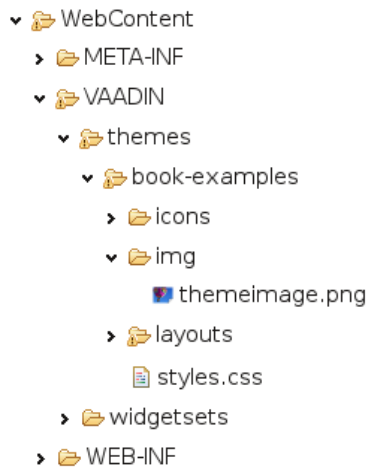 WebContent
META-INF
VAADIN
themes
book-examples
icons
img
themeimage.png
layouts
styles.css
widgetsets
WEB-INF